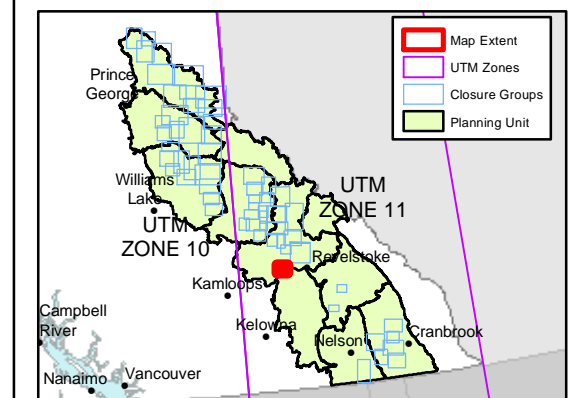 Map Extent
UTM Zones
Closure Groups
Planning Unit
Prince
George
Williams
Lake
UTM
ZONE 10
UTM
ZONE 11
Revelstoke
Kamloops
Campbell
River
Kelowna
Nelson
Cranbrook
Nanaimo
Vancouver